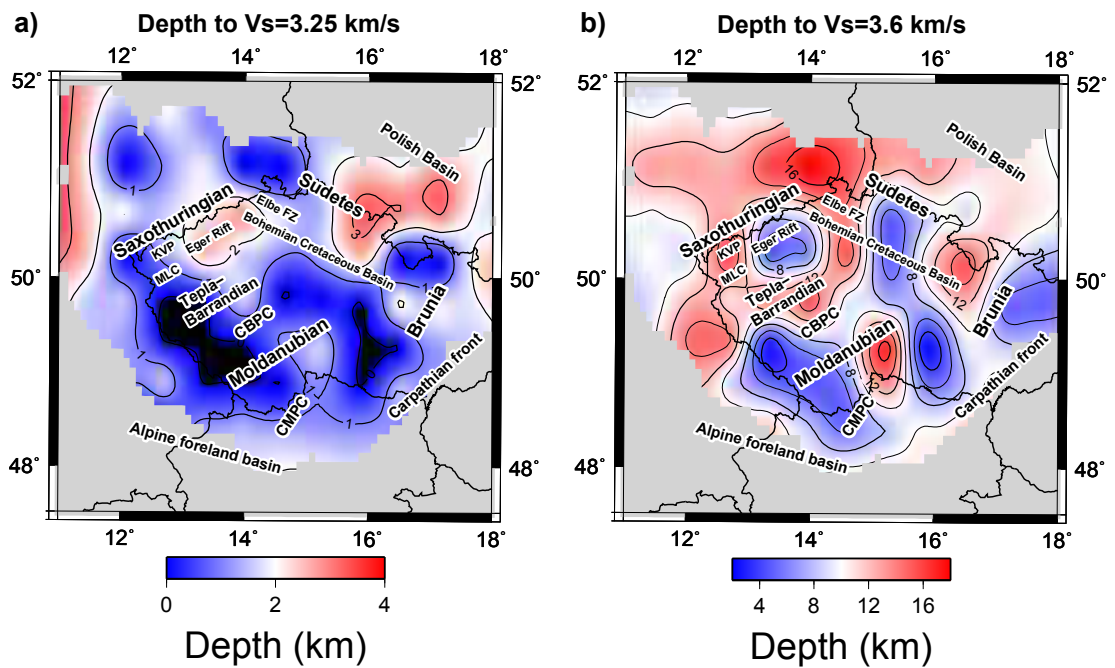 a)
Depth to Vs=3.25 km/s
12˚
14˚
16˚
18˚
52˚
52˚
50˚
50˚
48˚
48˚
12˚
14˚
16˚
18˚
Polish Basin
Sudetes
Elbe FZ
Saxothuringian
Bohemian Cretaceous Basin
Eger Rift
KVP
MLC
Tepla–
Barrandian
CBPC
Moldanubian
Brunia
CMPC
Carpathian front
Alpine foreland basin
1
2
3
1
1
1
1
0
2
4
Depth (km)
b)
Depth to Vs=3.6 km/s
12˚
14˚
16˚
18˚
52˚
52˚
50˚
50˚
48˚
48˚
12˚
14˚
16˚
18˚
Polish Basin
Sudetes
Elbe FZ
Saxothuringian
Bohemian Cretaceous Basin
Eger Rift
KVP
MLC
Tepla–
Barrandian
CBPC
Moldanubian
Brunia
CMPC
Carpathian front
Alpine foreland basin
16
8
12
8
12
8
12
4
8
12
16
Depth (km)